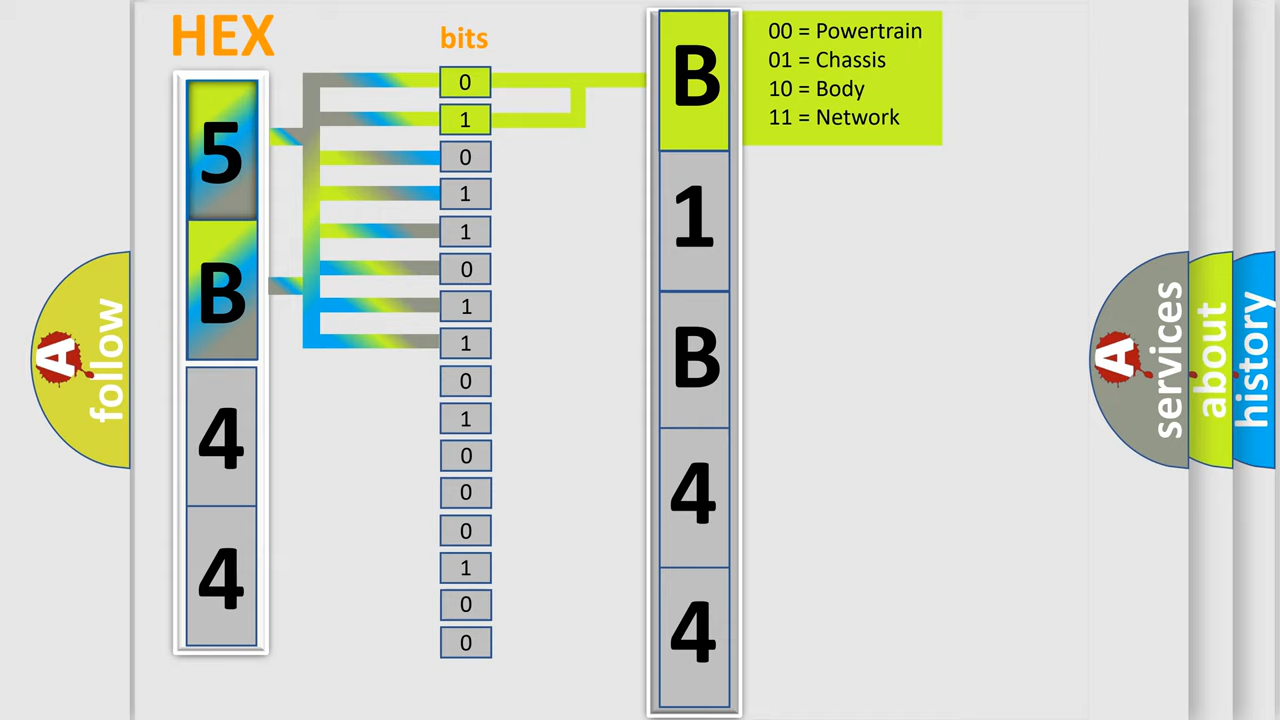 HEX
bits
5
B
4
4
0
1
0
1
1
0
1
1
0
1
0
0
0
1
0
0
B
1
B
4
4
00 = Powertrain
01 = Chassis
10 = Body
11 = Network
A
follow
A
services
about
history